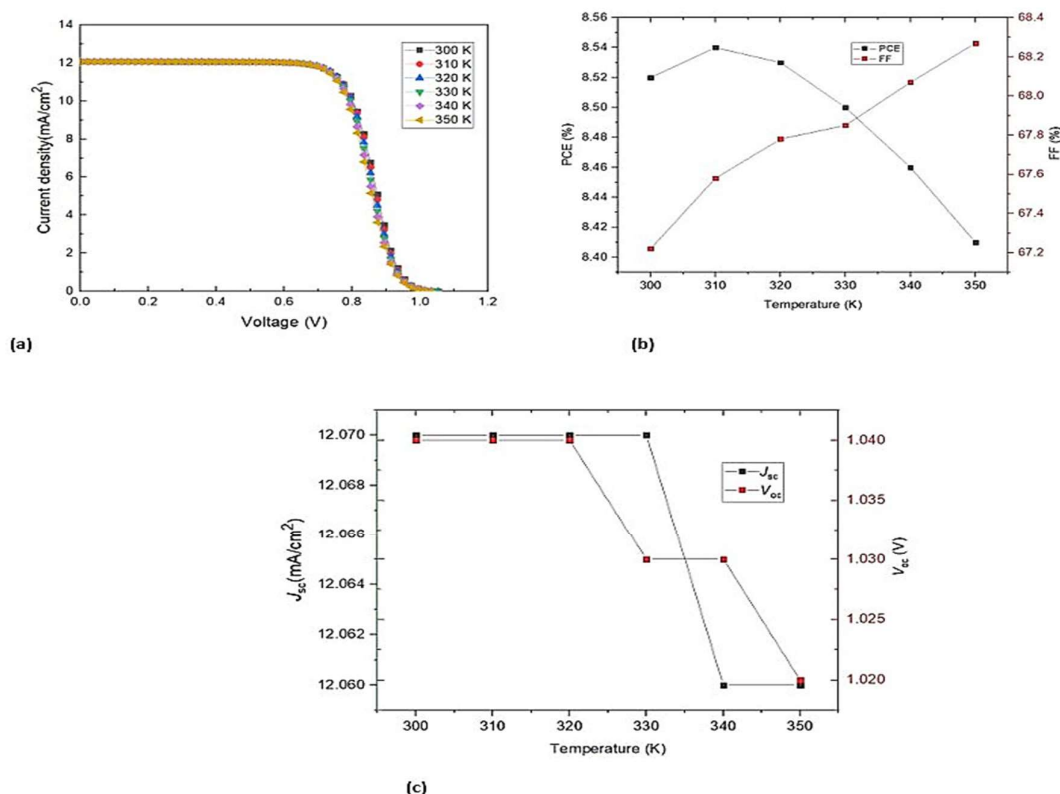 14
12
10
8
6
4
2
0
0.0 0.2 0.4 0.6 0.8 1.0 1.2
Current density(mA/cm²)
Voltage (V)
300 K
310 K
320 K
330 K
340 K
350 K
(a)
8.56
8.54
8.52
8.50
8.48
8.46
8.44
8.42
8.40
PCE (%)
PCE
FF
68.4
68.2
68.0
67.8
67.6
67.4
67.2
FF (%)
300 310 320 330 340 350
Temperature (K)
(b)
12.070
12.068
12.066
12.064
12.062
12.060
Jsc(mA/cm²)
Jsc
Voc
1.040
1.035
1.030
1.025
1.020
Voc (V)
300 310 320 330 340 350
Temperature (K)
(c)